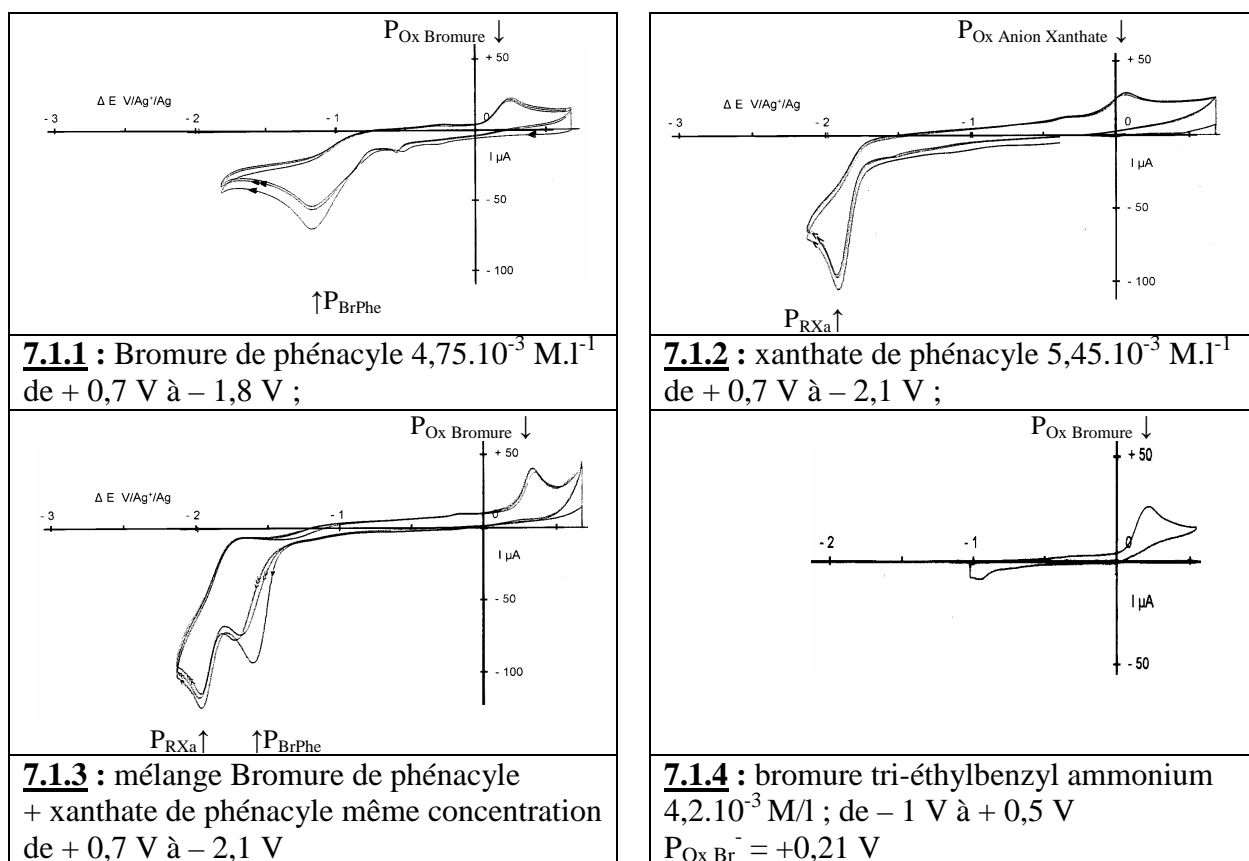 P_Ox Bromure ↓
+ 50
Δ E V/Ag⁺/Ag
- 3
- 2
- 1
0
I µA
- 50
- 100
↑P_BrPhe
7.1.1 : Bromure de phénacyle 4,75.10⁻³ M.l⁻¹
de + 0,7 V à – 1,8 V ;
P_Ox Anion Xanthate ↓
+ 50
Δ E V/Ag⁺/Ag
- 3
- 2
- 1
0
I µA
- 50
- 100
P_RXa↑
7.1.2 : xanthate de phénacyle 5,45.10⁻³ M.l⁻¹
de + 0,7 V à – 2,1 V ;
P_Ox Bromure ↓
+ 50
Δ E V/Ag⁺/Ag
- 3
- 2
- 1
0
I µA
- 50
- 100
P_RXa↑ ↑P_BrPhe
7.1.3 : mélange Bromure de phénacyle
+ xanthate de phénacyle même concentration
de + 0,7 V à – 2,1 V
P_Ox Bromure ↓
+ 50
- 2
- 1
0
I µA
- 50
7.1.4 : bromure tri-éthylbenzyl ammonium
4,2.10⁻³ M/l ; de – 1 V à + 0,5 V
P_Ox Br⁻ = +0,21 V